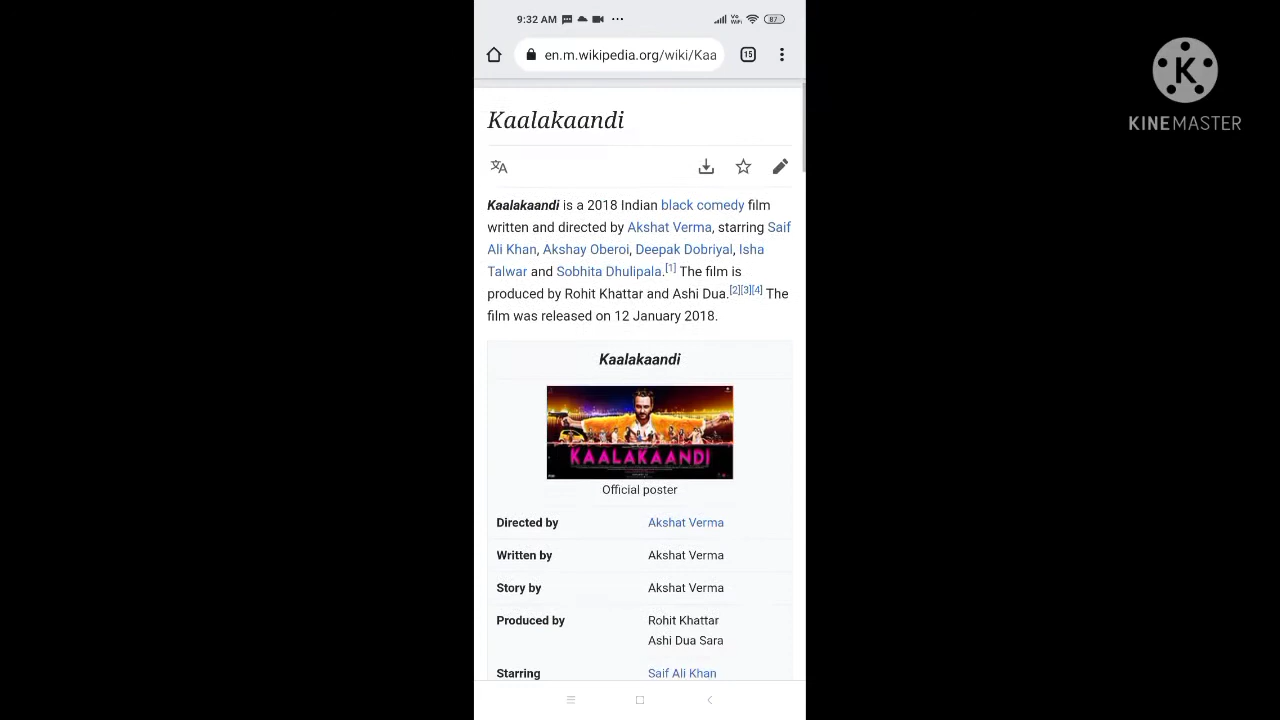 9:32 AM
Vo WiFi
87
en.m.wikipedia.org/wiki/Kaa
15
K
KINEMASTER
Kaalakaandi
Kaalakaandi is a 2018 Indian black comedy film
written and directed by Akshat Verma, starring Saif
Ali Khan, Akshay Oberoi, Deepak Dobriyal, Isha
Talwar and Sobhita Dhulipala.[1] The film is
produced by Rohit Khattar and Ashi Dua.[2][3][4] The
film was released on 12 January 2018.
Kaalakaandi
KAALAKAANDI
Official poster
Directed by Akshat Verma
Written by Akshat Verma
Story by Akshat Verma
Produced by Rohit Khattar
Ashi Dua Sara
Starring Saif Ali Khan